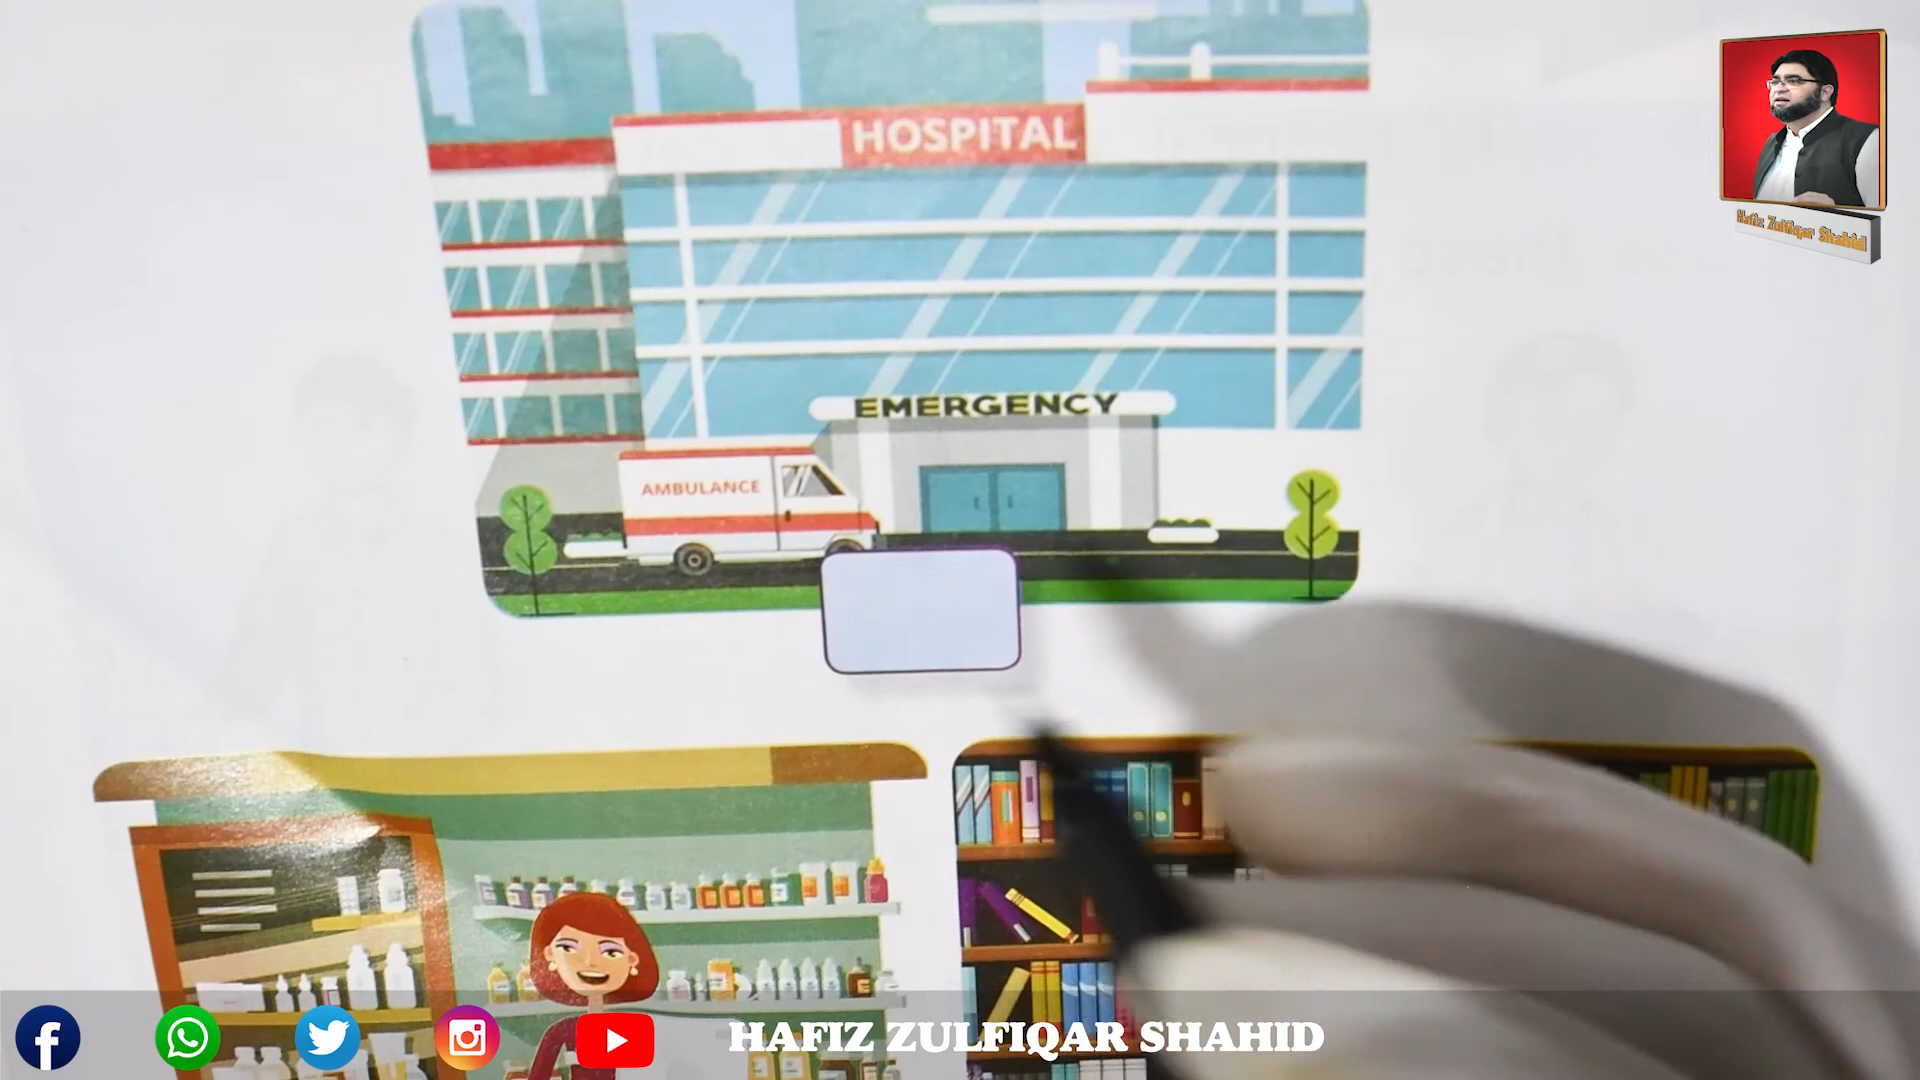 HOSPITAL
EMERGENCY
AMBULANCE
Hafiz Zulfiqar Shahid
HAFIZ ZULFIQAR SHAHID